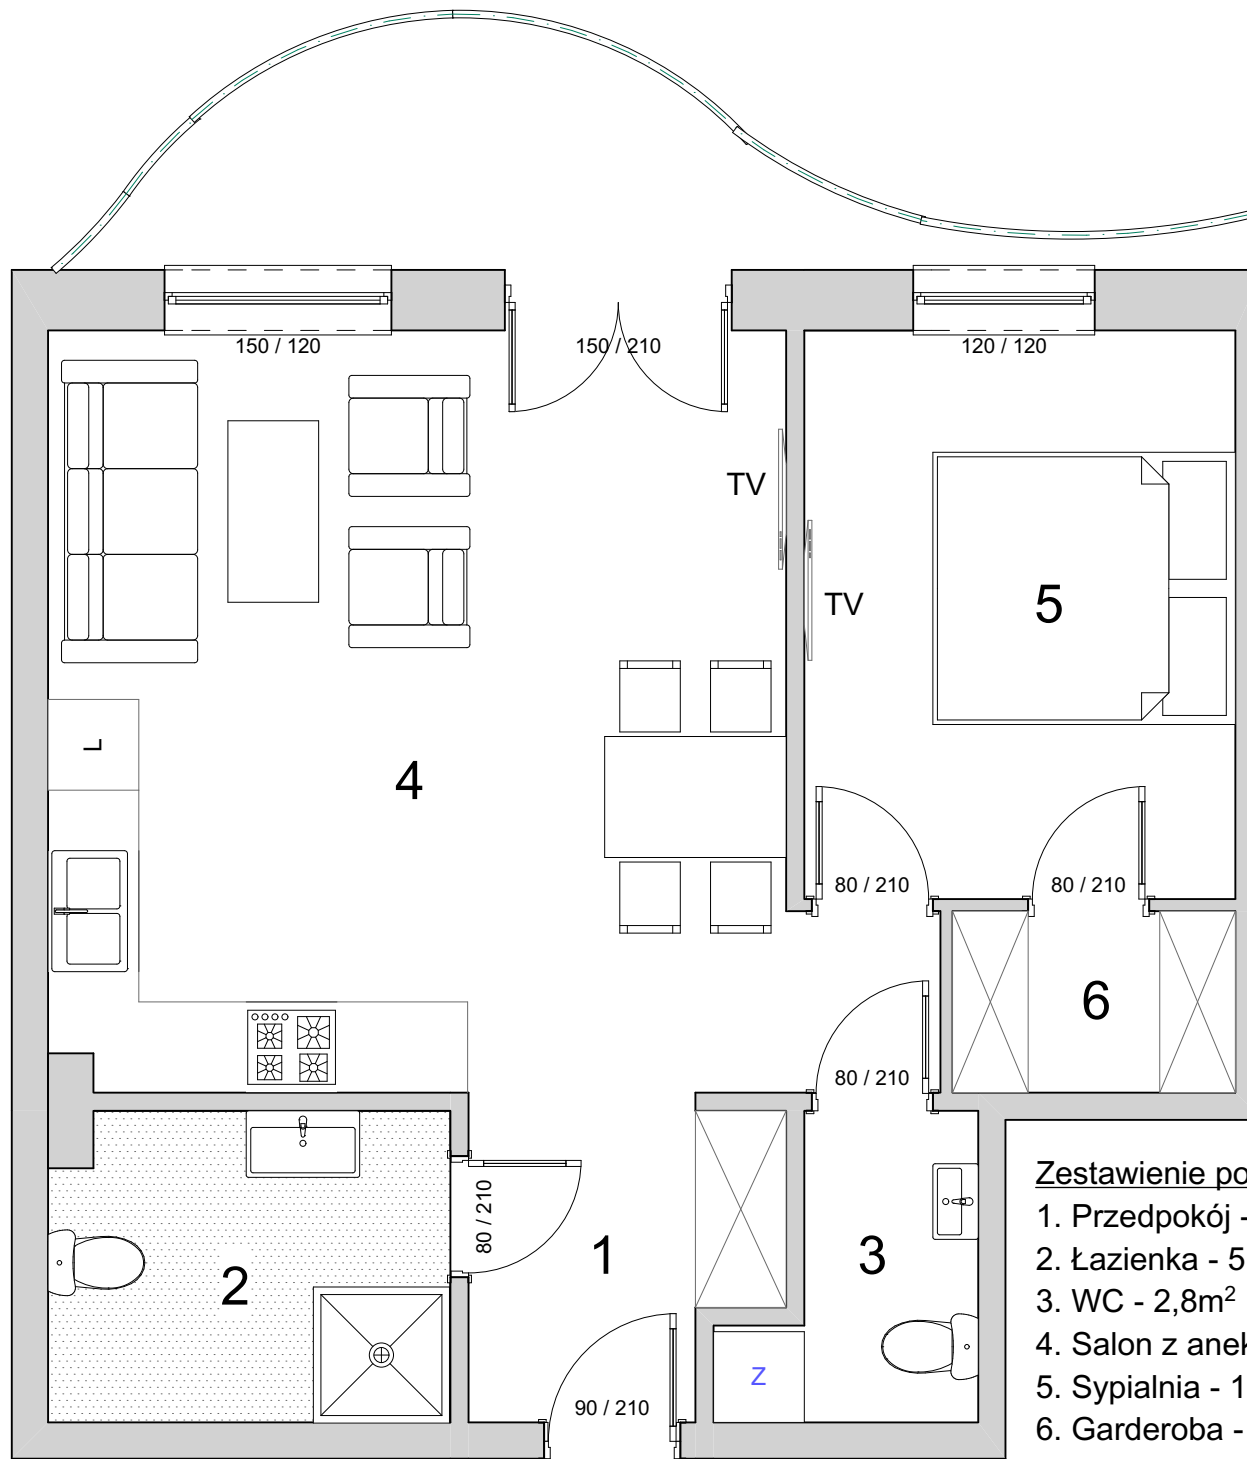 150 / 120
150 / 210
120 / 120
TV
TV
5
L
4
80 / 210
80 / 210
6
80 / 210
80 / 210
1
2
3
Z
90 / 210
Zestawienie po
1. Przedpokój -
2. Łazienka - 5
3. WC - 2,8m²
4. Salon z anek
5. Sypialnia - 1
6. Garderoba -